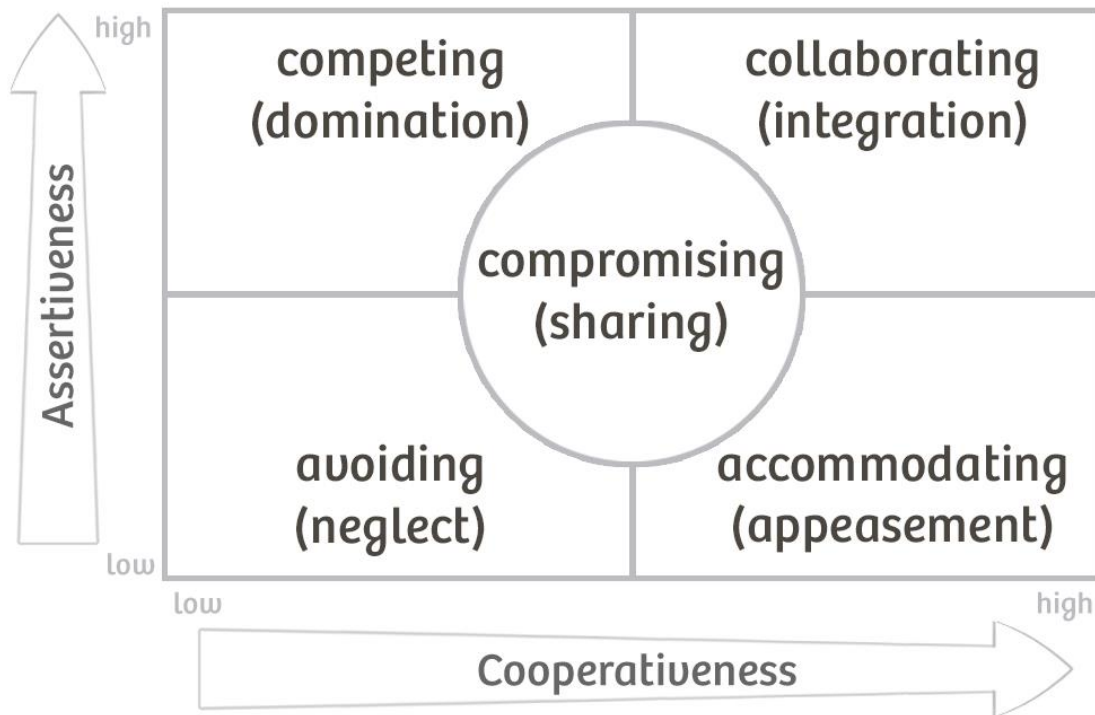 high
competing
(domination)
collaborating
(integration)
Assertiveness
compromising
(sharing)
avoiding
(neglect)
accommodating
(appeasement)
low
low
high
Cooperativeness